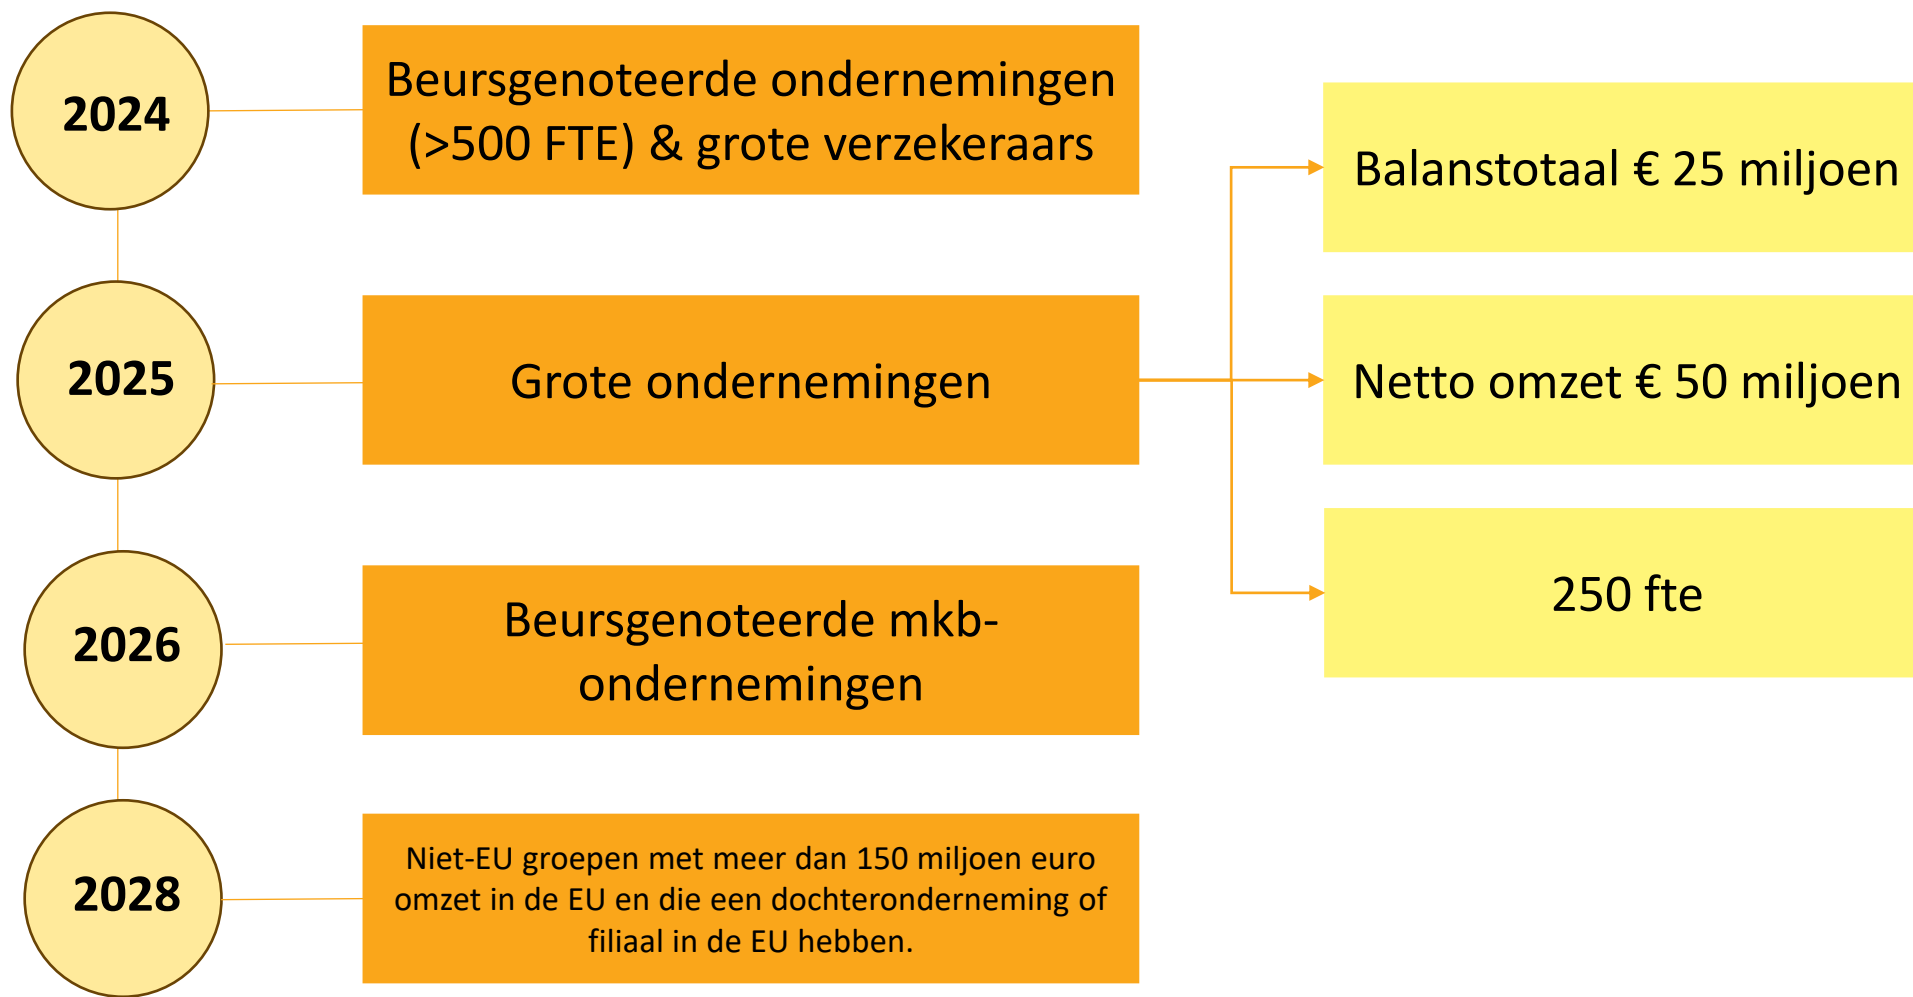 2024
Beursgenoteerde ondernemingen
(>500 FTE) & grote verzekeraars
Balanstotaal € 25 miljoen
2025
Grote ondernemingen
Netto omzet € 50 miljoen
250 fte
2026
Beursgenoteerde mkb-
ondernemingen
2028
Niet-EU groepen met meer dan 150 miljoen euro
omzet in de EU en die een dochteronderneming of
filiaal in de EU hebben.